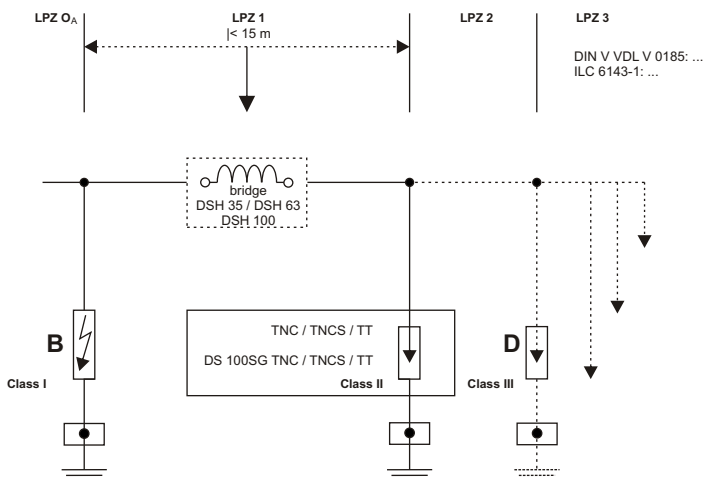 LPZ OA
LPZ 1
|< 15 m
LPZ 2
LPZ 3
DIN V VDL V 0185: ...
ILC 6143-1: ...
bridge
DSH 35 / DSH 63
DSH 100
B
Class I
TNC / TNCS / TT
DS 100SG TNC / TNCS / TT
Class II
D
Class III